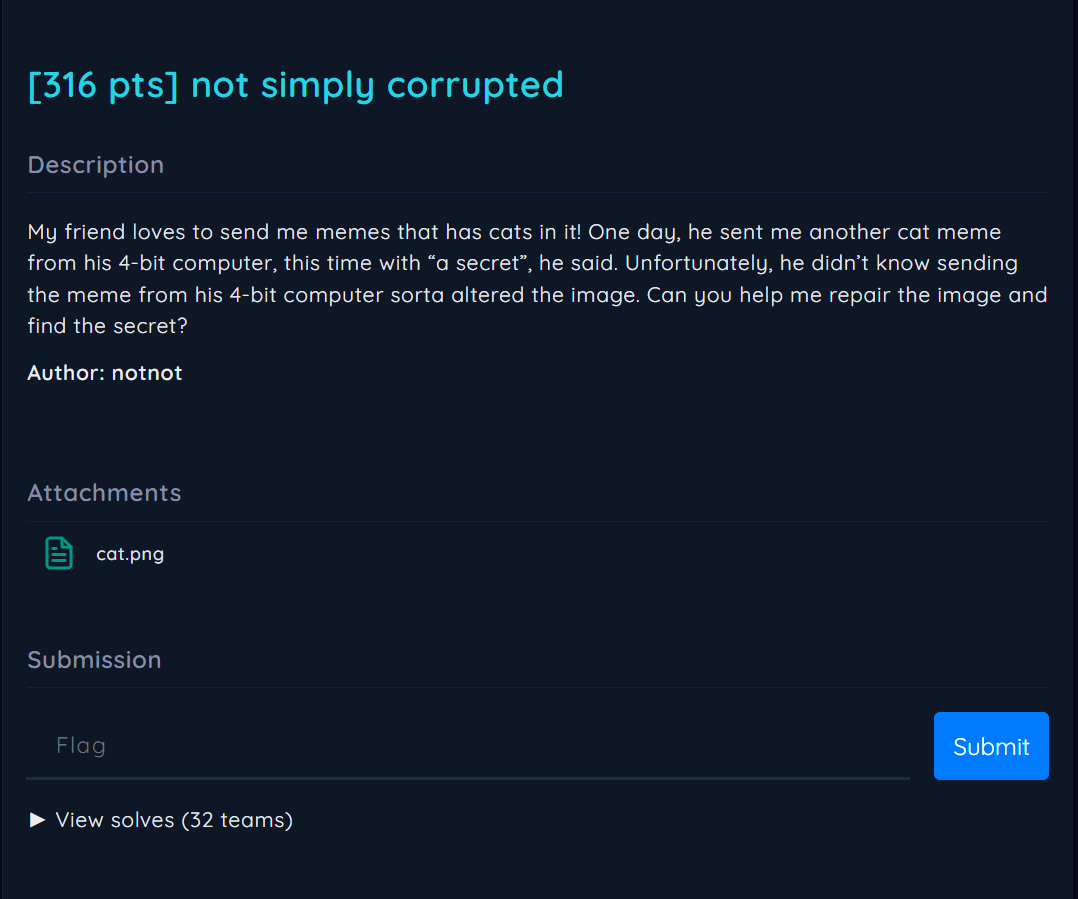 [316 pts] not simply corrupted
Description
My friend loves to send me memes that has cats in it! One day, he sent me another cat meme
from his 4-bit computer, this time with “a secret”, he said. Unfortunately, he didn’t know sending
the meme from his 4-bit computer sorta altered the image. Can you help me repair the image and
find the secret?
Author: notnot
Attachments
cat.png
Submission
Flag
Submit
► View solves (32 teams)